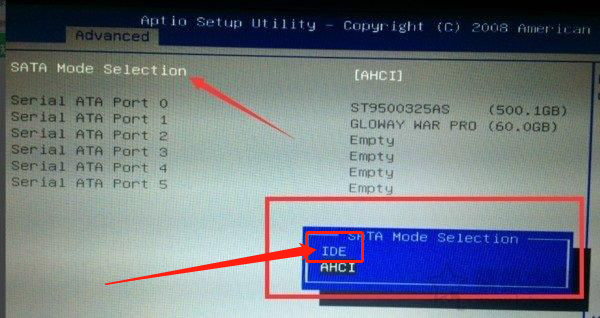 Aptio Setup Utility - Copyright (C) 2008 American
Advanced
SATA Mode Selection [AHCI]
Serial ATA Port 0 ST9500325AS (500.1GB)
Serial ATA Port 1 GLOWAY WAR PRO (60.0GB)
Serial ATA Port 2 Empty
Serial ATA Port 3 Empty
Serial ATA Port 4 Empty
Serial ATA Port 5 Empty
SATA Mode Selection
IDE
AHCI